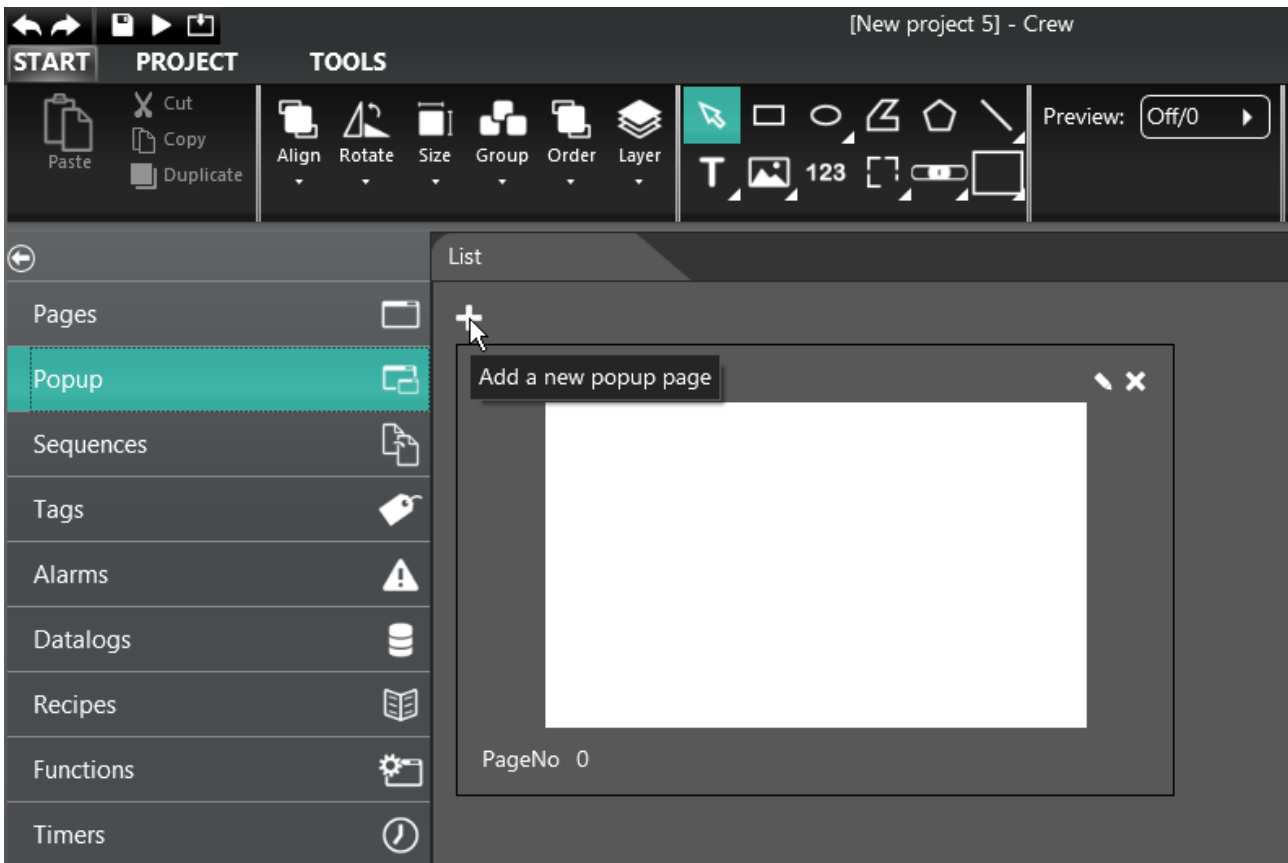 [New project 5] - Crew
START PROJECT TOOLS
Paste
Cut
Copy
Duplicate
Align Rotate Size Group Order Layer
T 123
Preview: Off/0
List
Pages
Popup
Add a new popup page
Sequences
Tags
Alarms
Datalogs
Recipes
Functions
PageNo 0
Timers